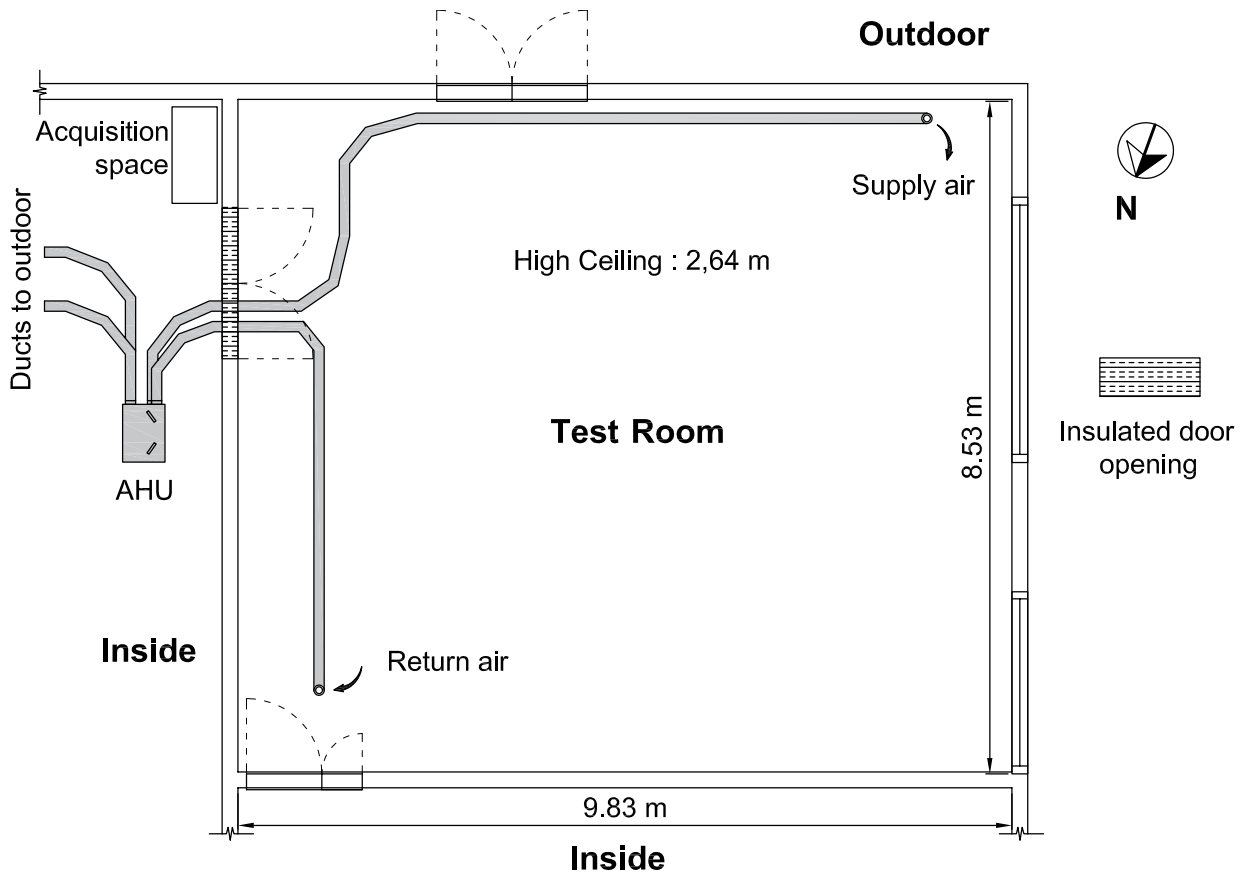 Outdoor
Acquisition
space
Supply air
N
Ducts to outdoor
High Ceiling : 2,64 m
Test Room
8.53 m
Insulated door
opening
AHU
Inside
Return air
9.83 m
Inside